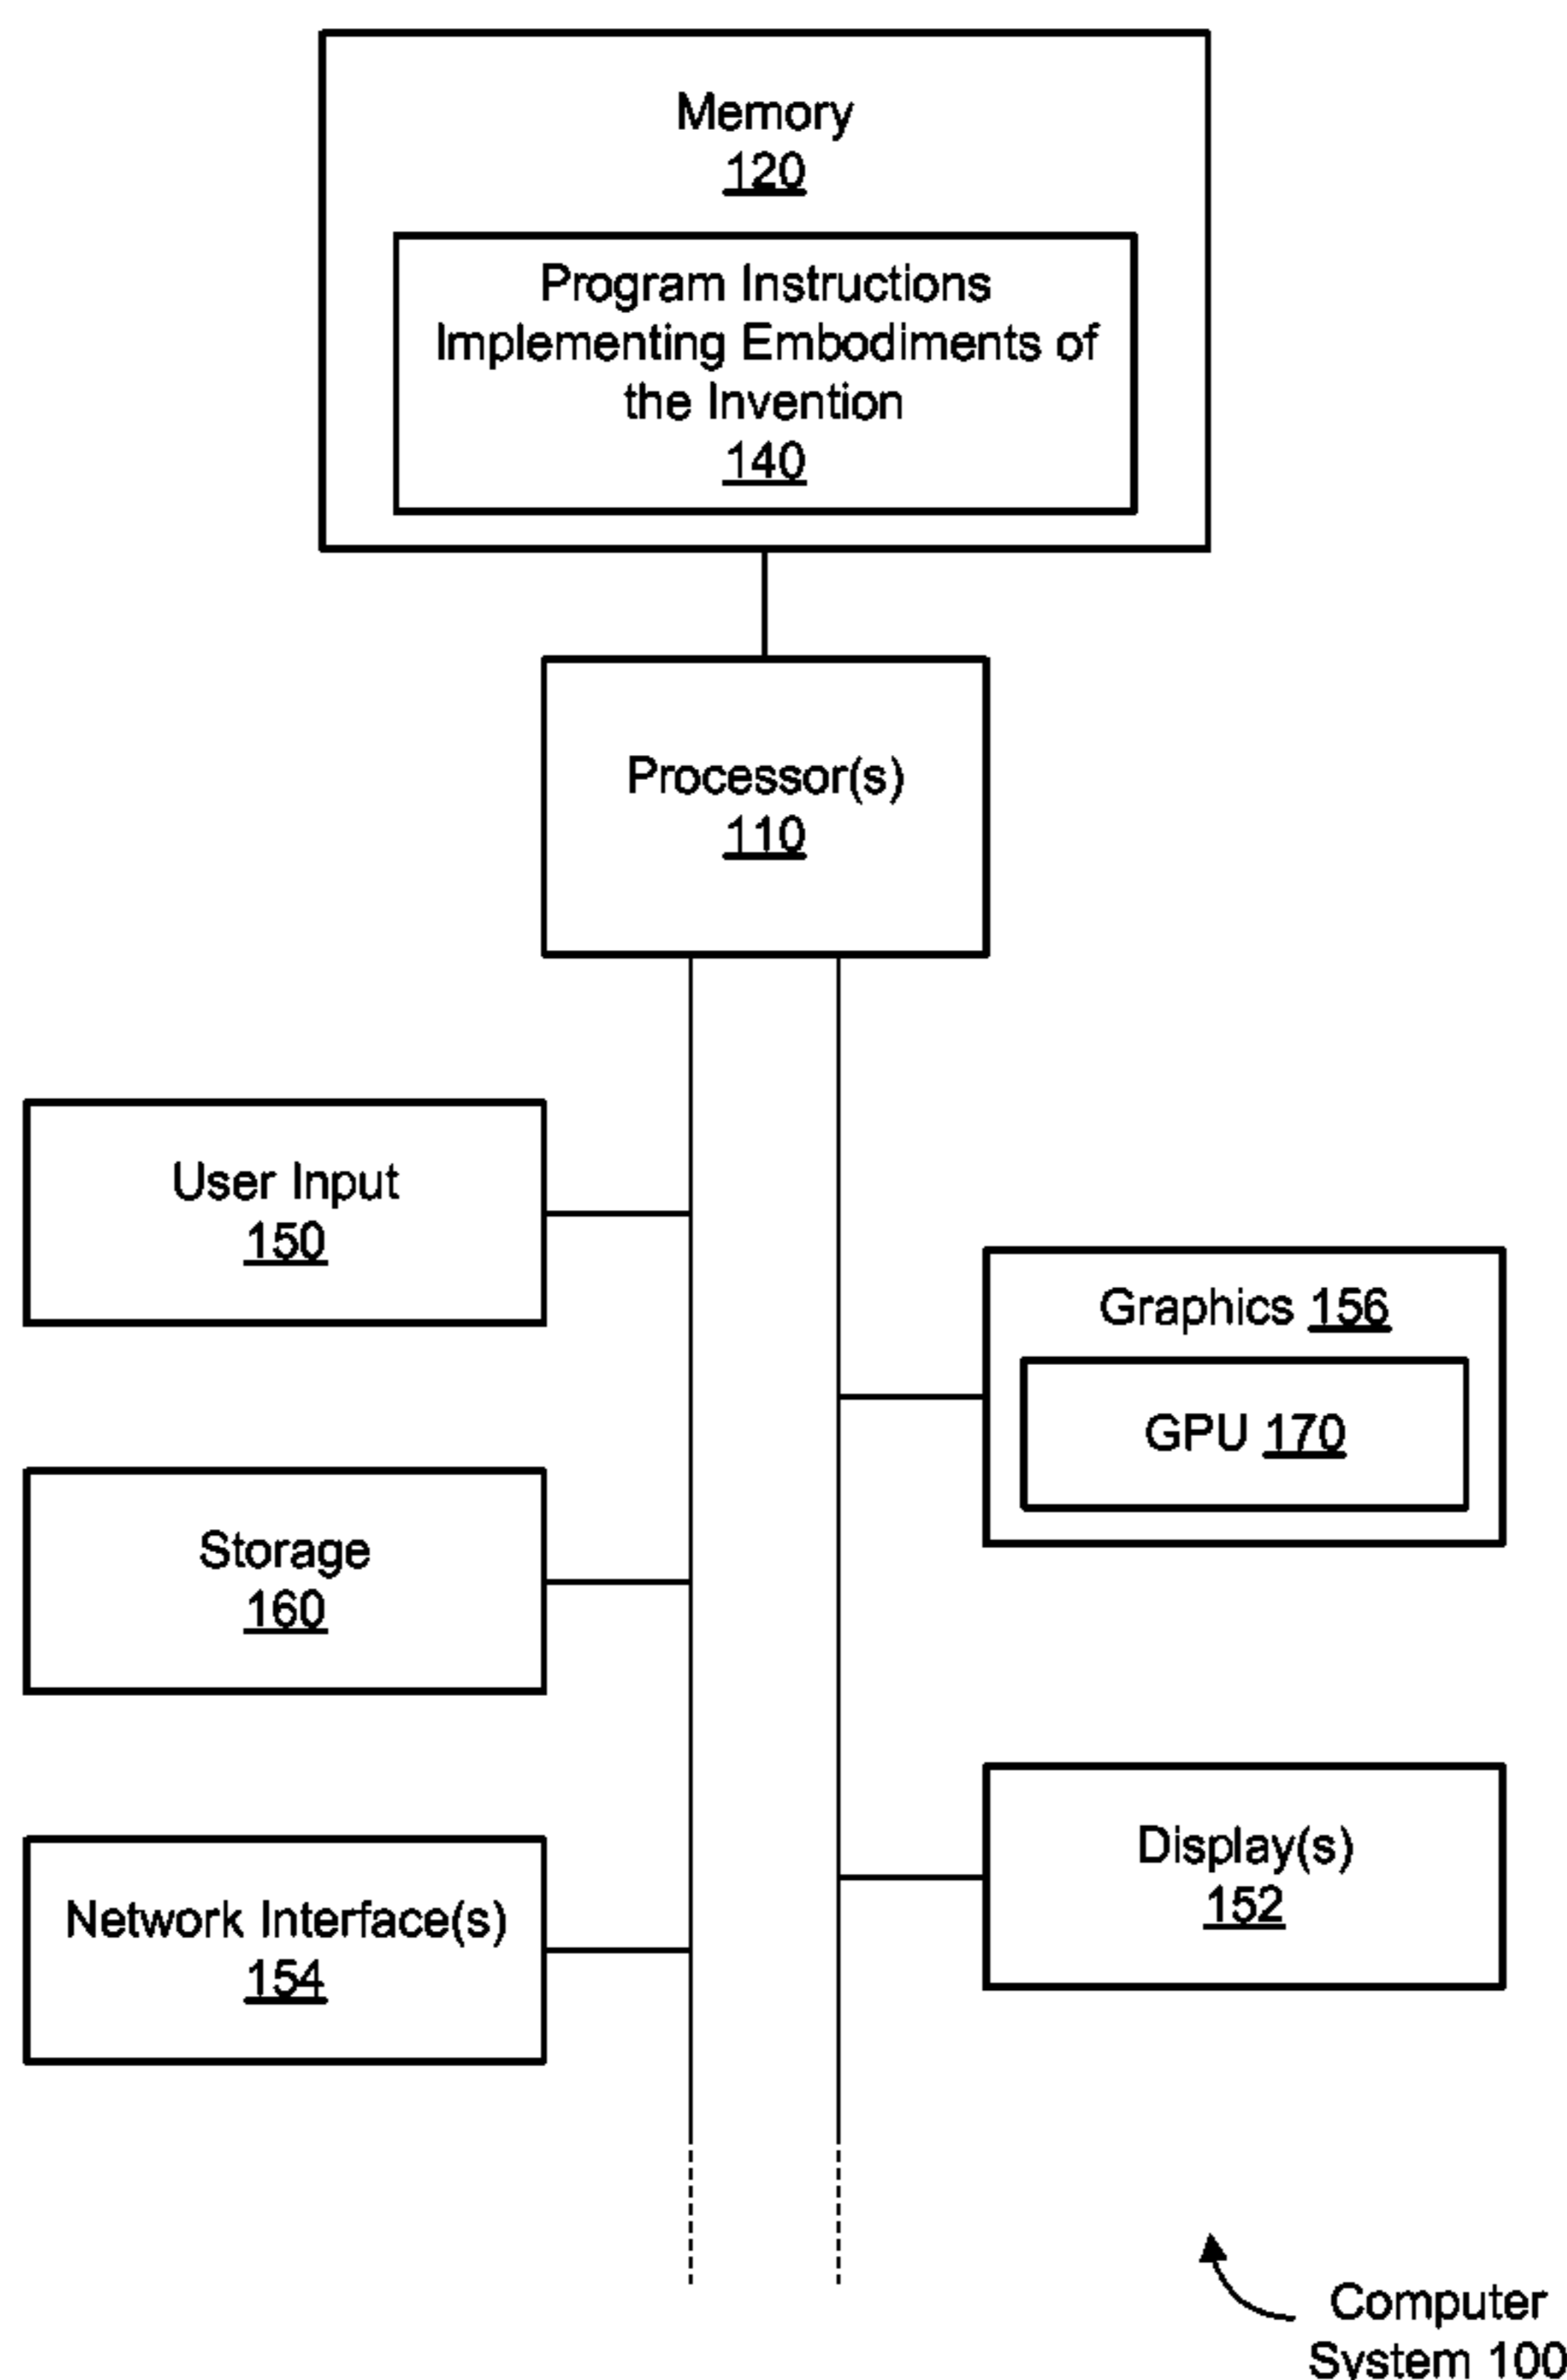 Memory
120
Program Instructions
Implementing Embodiments of
the Invention
140
Processor(s)
110
User Input
150
Graphics 156
GPU 170
Storage
160
Display(s)
152
Network Interface(s)
154
Computer
System 100